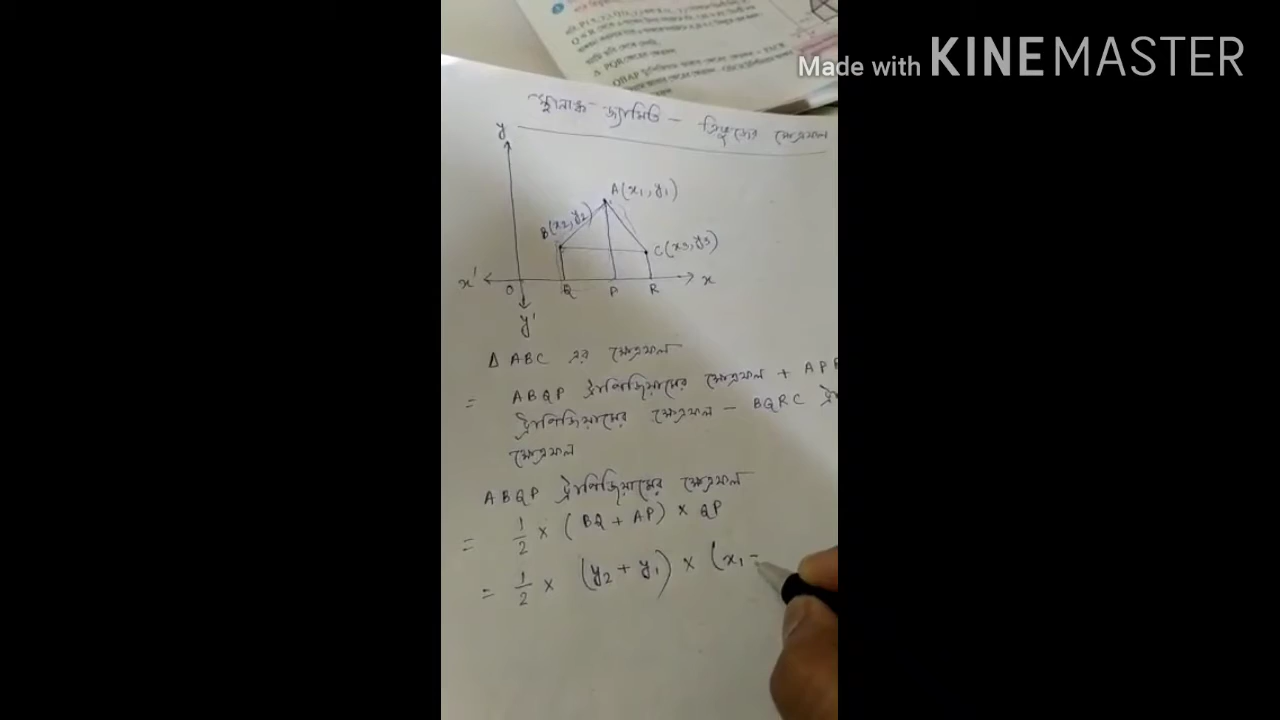 Made with KINEMASTER
স্থানাঙ্ক জ্যামিতি - ত্রিভুজের ক্ষেত্রফল
y
A(x₁, y₁)
B(x₂, y₂)
C(x₃, y₃)
x' O Q P R x
y'
Δ ABC এর ক্ষেত্রফল
= ABQP ট্রাপিজিয়ামের ক্ষেত্রফল + APR
ট্রাপিজিয়ামের ক্ষেত্রফল - BQRC ট্রা
ক্ষেত্রফল
ABQP ট্রাপিজিয়ামের ক্ষেত্রফল
= 1/2 × (BQ + AP) × QP
= 1/2 × (y₂ + y₁) × (x₁ -